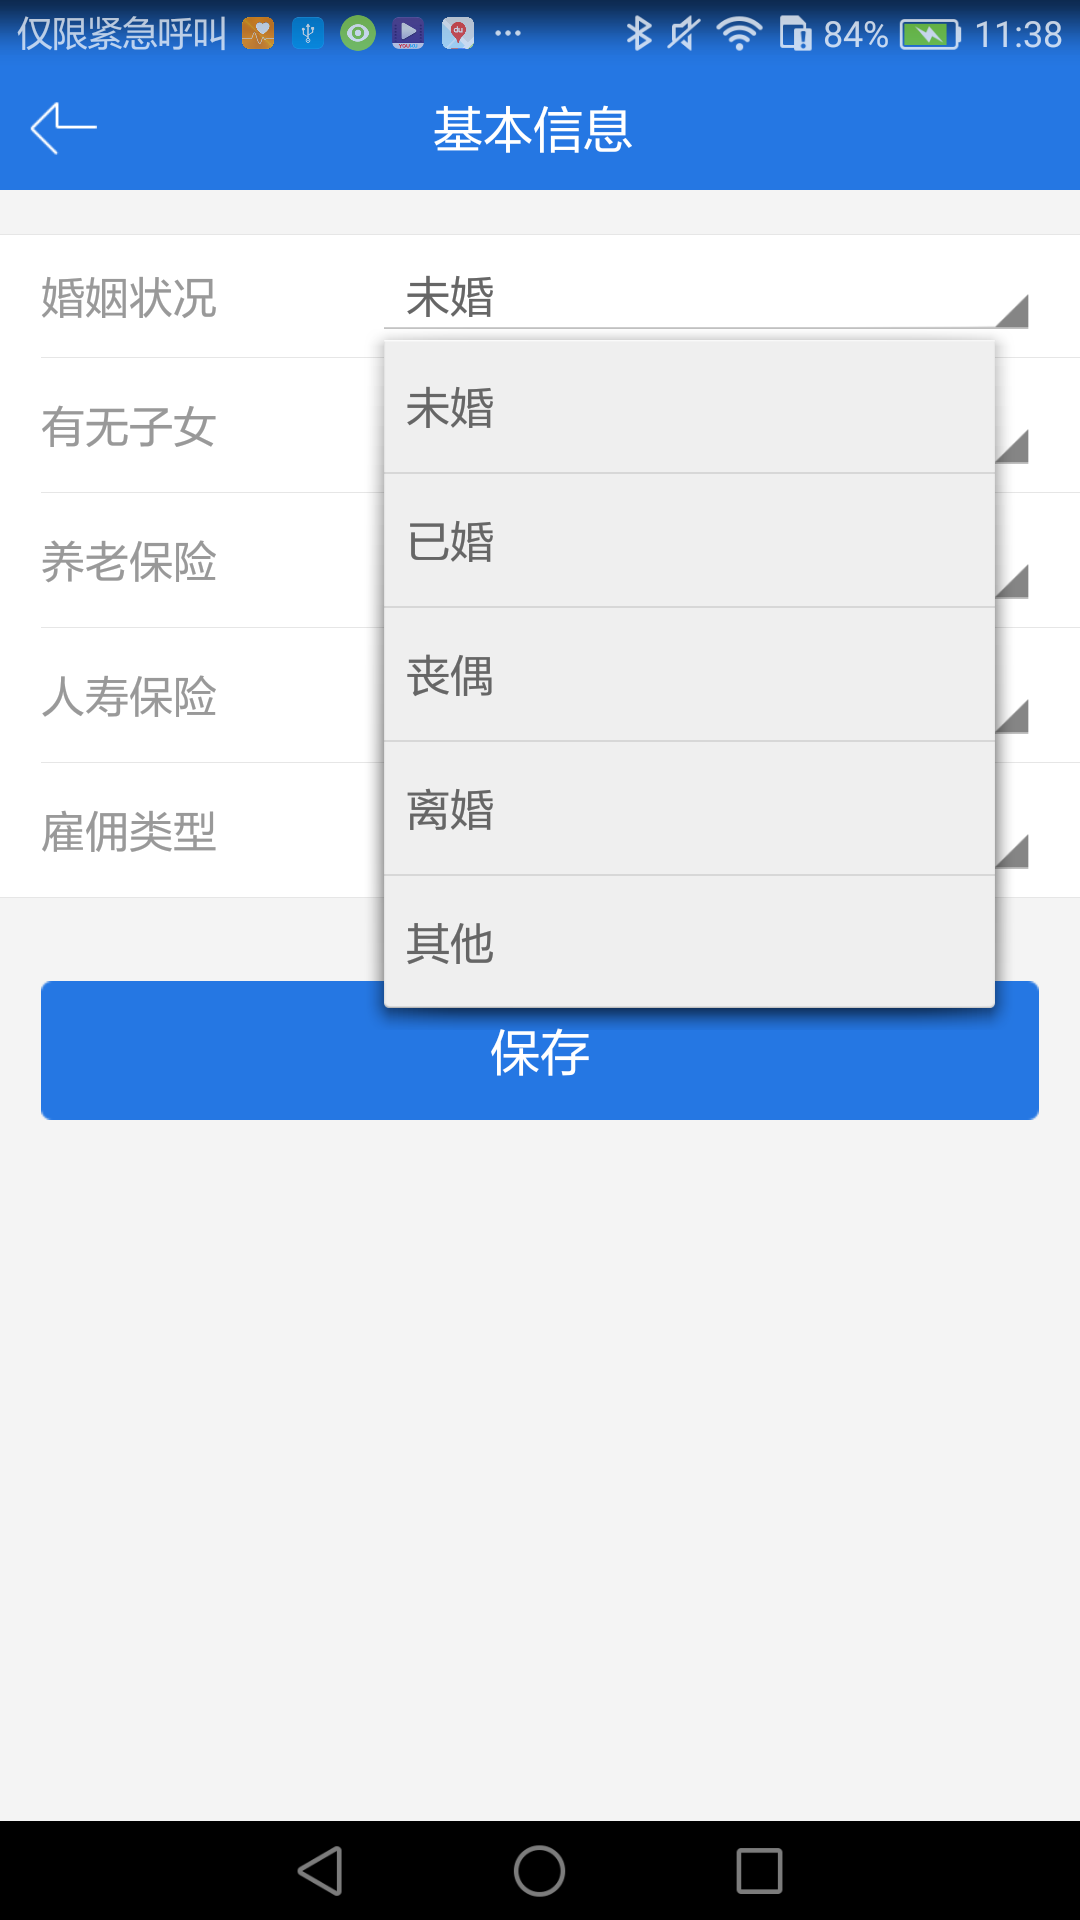 仅限紧急呼叫 84% 11:38
基本信息
婚姻状况 未婚
未婚
有无子女
已婚
养老保险
丧偶
人寿保险
离婚
雇佣类型
其他
保存